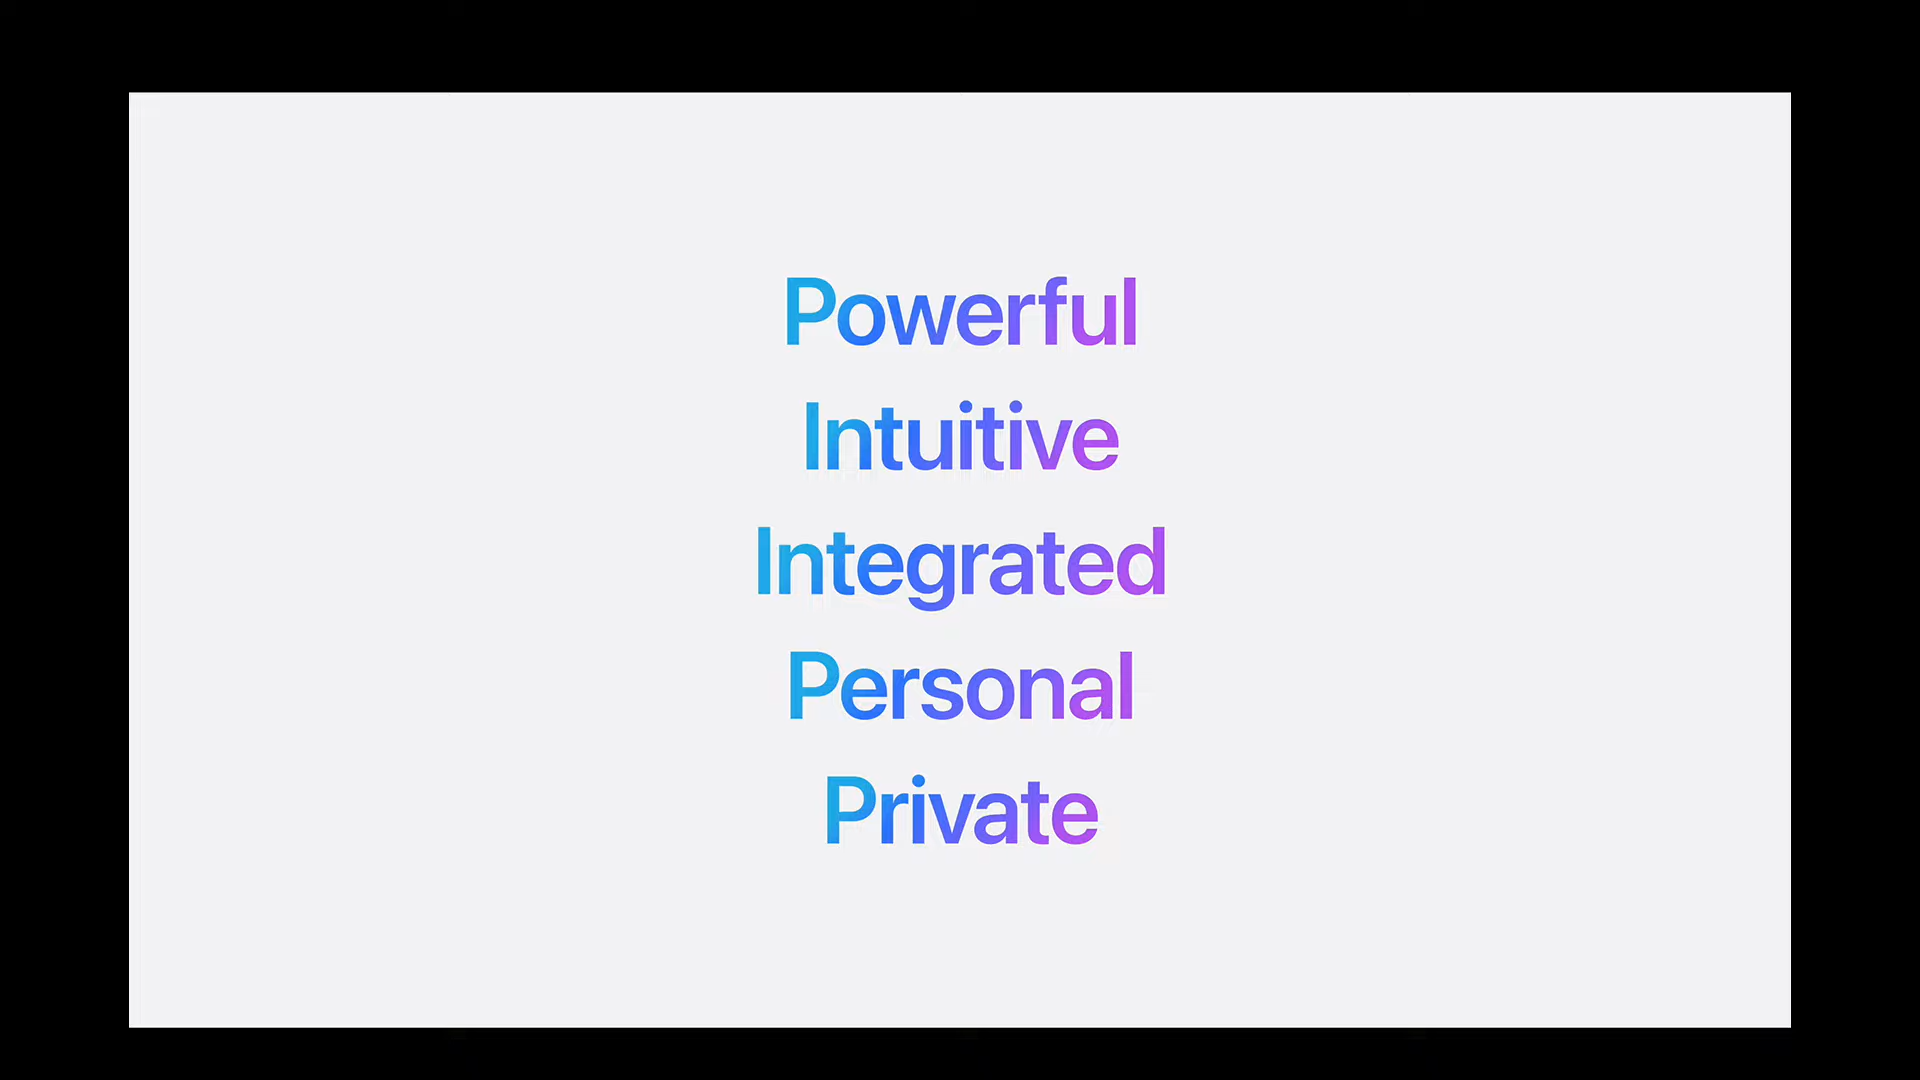 Powerful
Intuitive
Integrated
Personal
Private